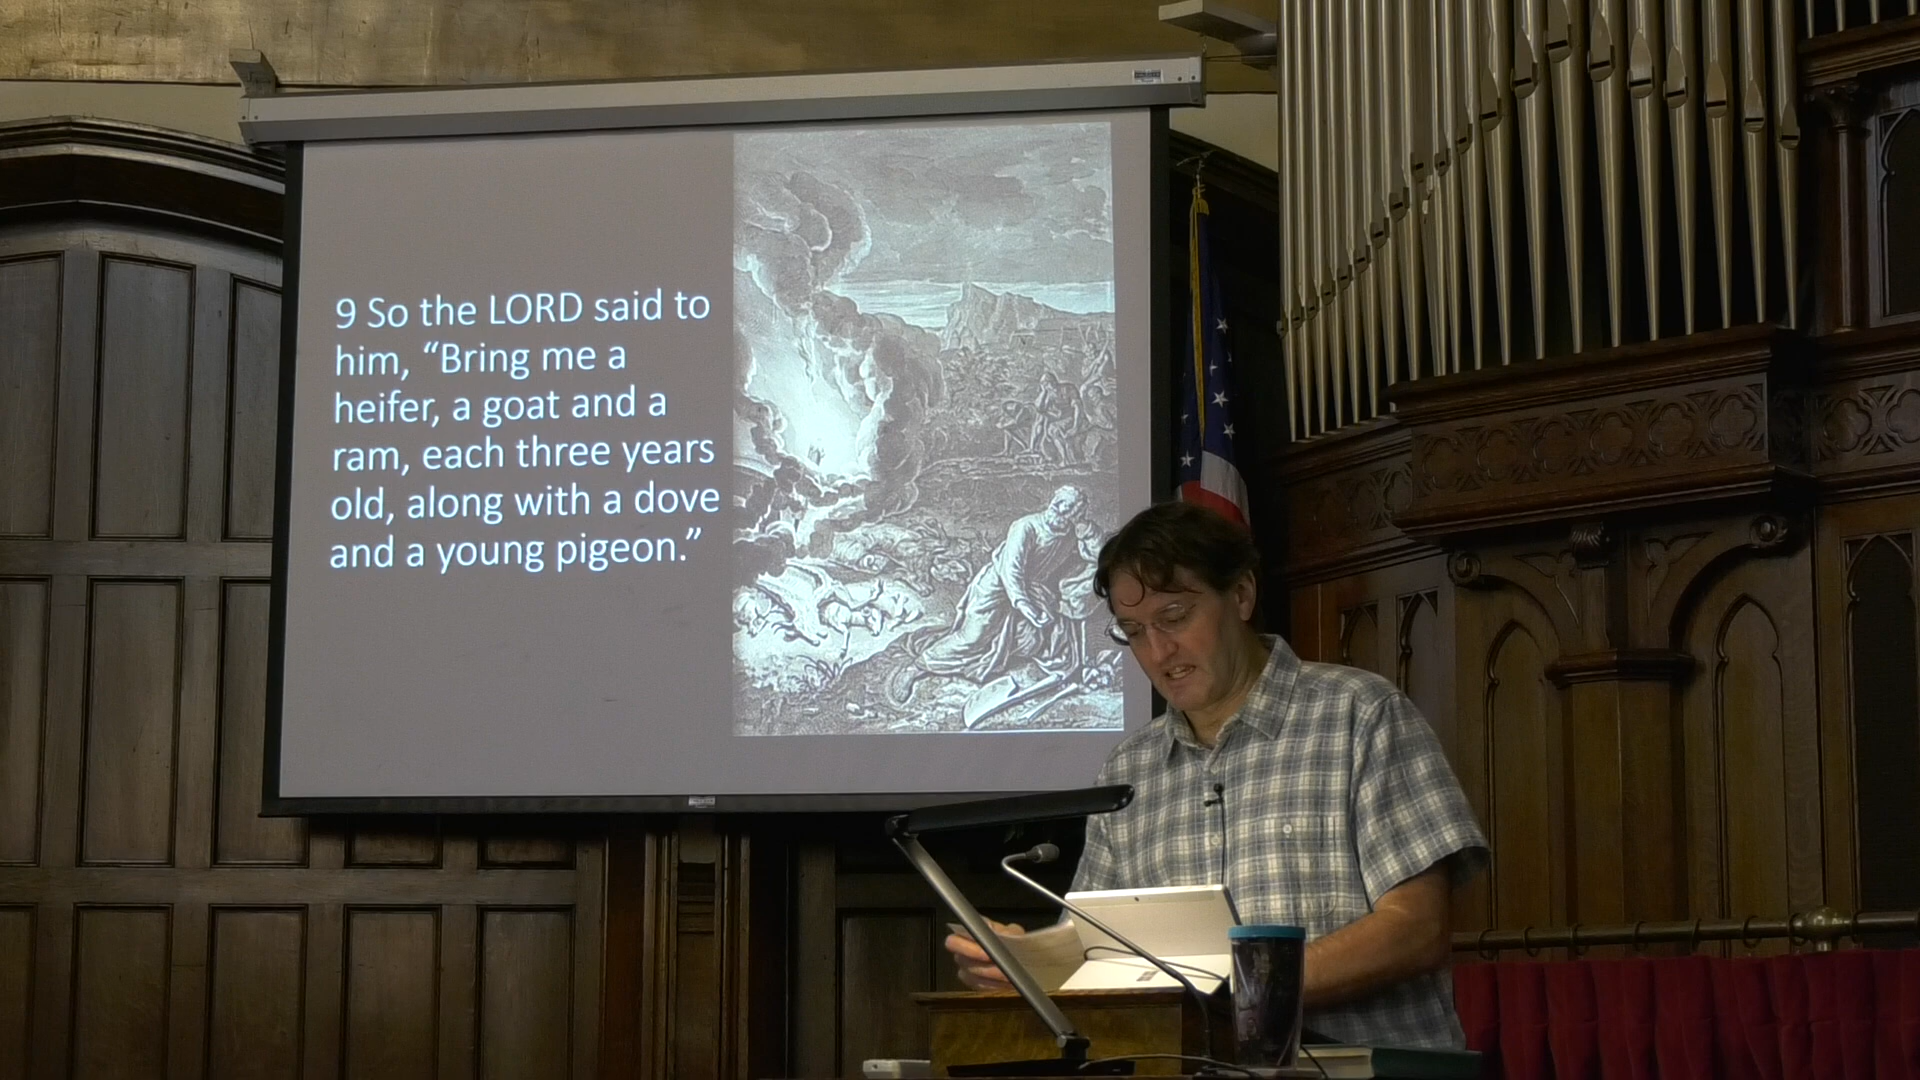 9 So the LORD said to
him, “Bring me a
heifer, a goat and a
ram, each three years
old, along with a dove
and a young pigeon.”